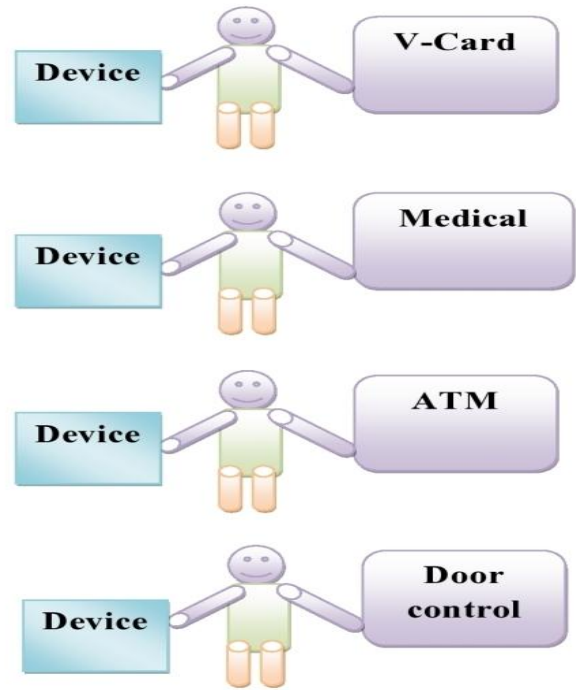 Device
V-Card
Device
Medical
Device
ATM
Device
Door
control